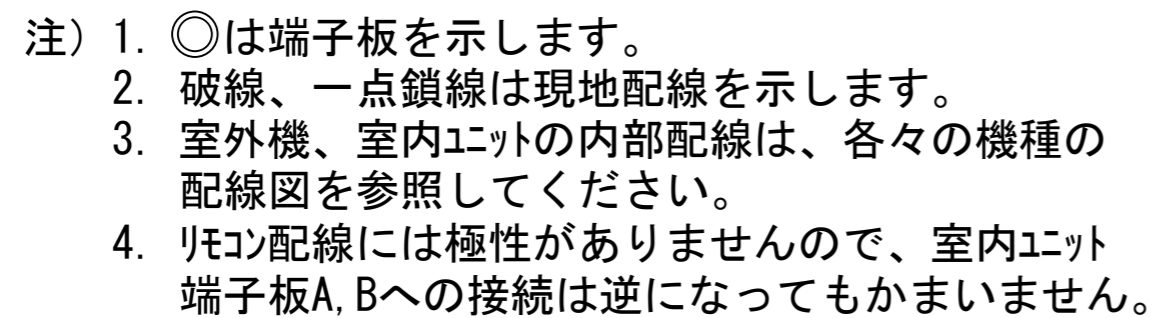 注）1. ◎は端子板を示します。
2. 破線、一点鎖線は現地配線を示します。
3. 室外機、室内ﾕﾆｯﾄの内部配線は、各々の機種の
配線図を参照してください。
4. ﾘﾓｺﾝ配線には極性がありませんので、室内ﾕﾆｯﾄ
端子板A,Bへの接続は逆になってもかまいません。